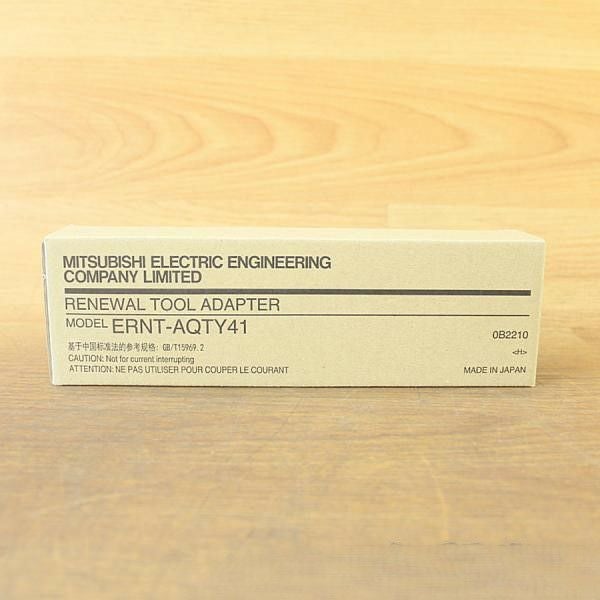 MITSUBISHI ELECTRIC ENGINEERING
COMPANY LIMITED
RENEWAL TOOL ADAPTER
MODEL ERNT-AQTY41
0B2210
基于中国标准法的参考规格: GB/T15969.2
<H>
CAUTION: Not for current interrupting
ATTENTION: NE PAS UTILISER POUR COUPER LE COURANT
MADE IN JAPAN